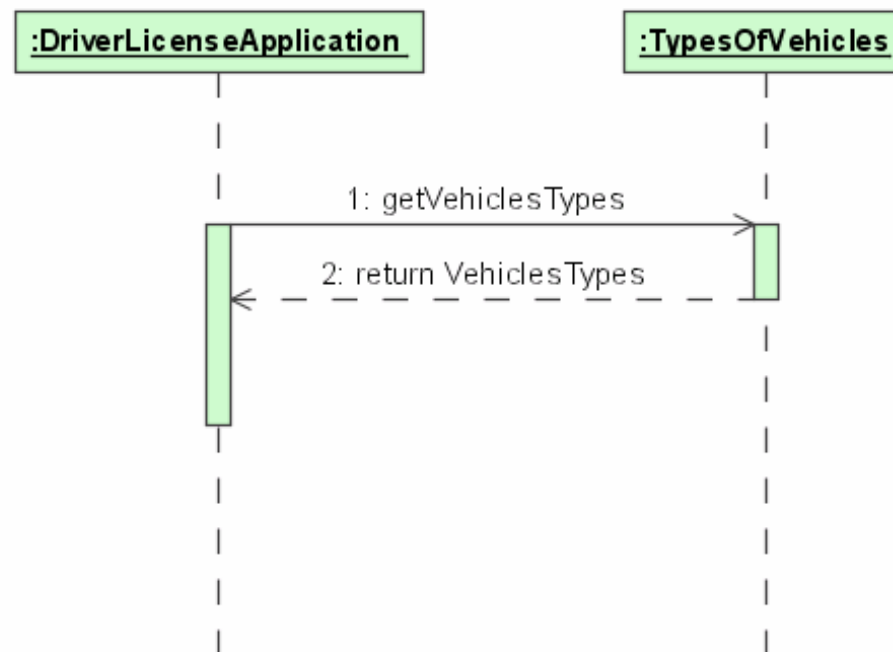 :DriverLicenseApplication
:TypesOfVehicles
1: getVehiclesTypes
2: return VehiclesTypes